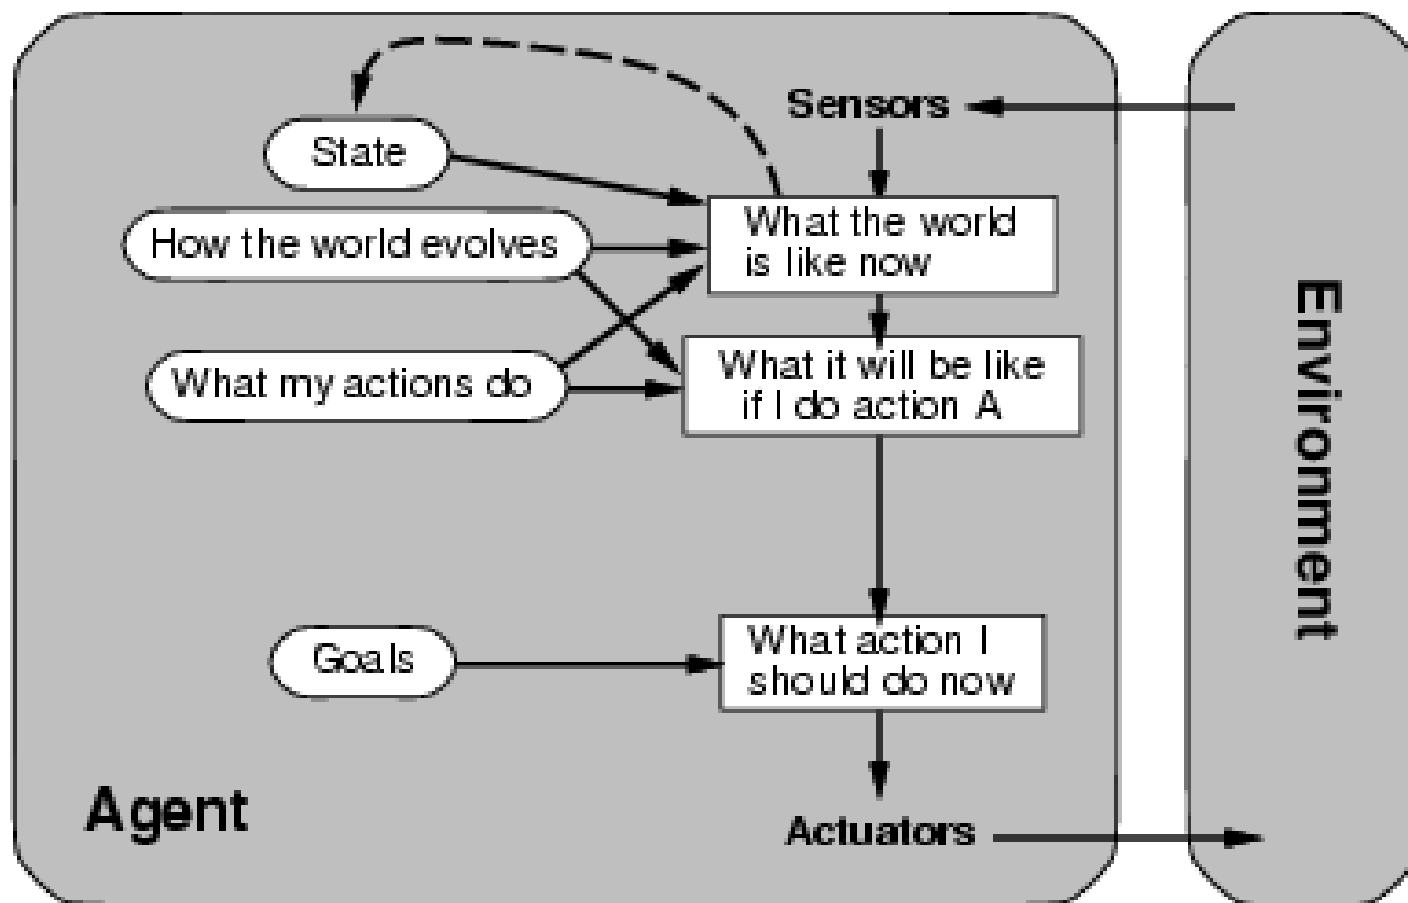 Sensors
State
What the world
is like now
How the world evolves
What it will be like
if I do action A
What my actions do
Environment
Goals
What action I
should do now
Agent
Actuators